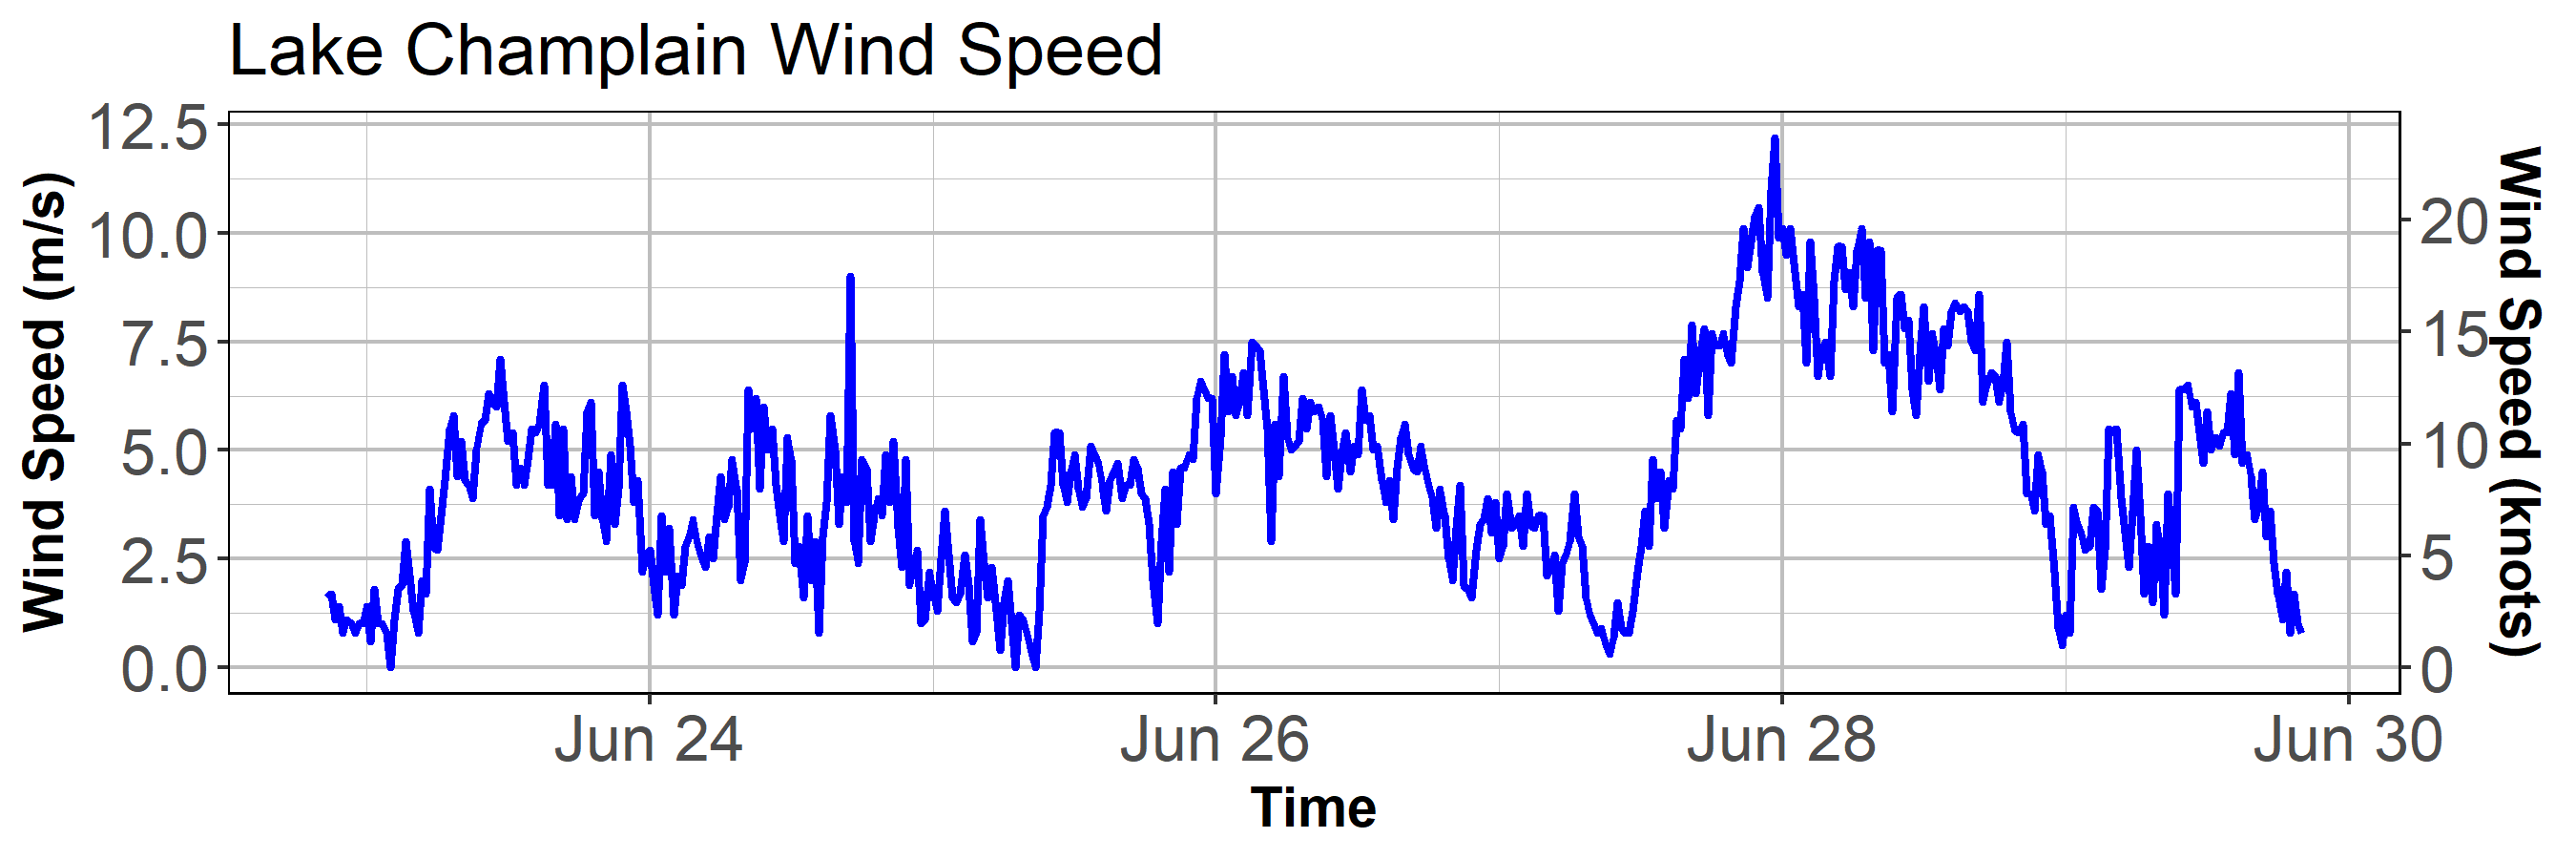 Lake Champlain Wind Speed
12.5
10.0
7.5
5.0
2.5
0.0
Wind Speed (m/s)
20
15
10
5
0
Wind Speed (knots)
Jun 24 Jun 26 Jun 28 Jun 30
Time